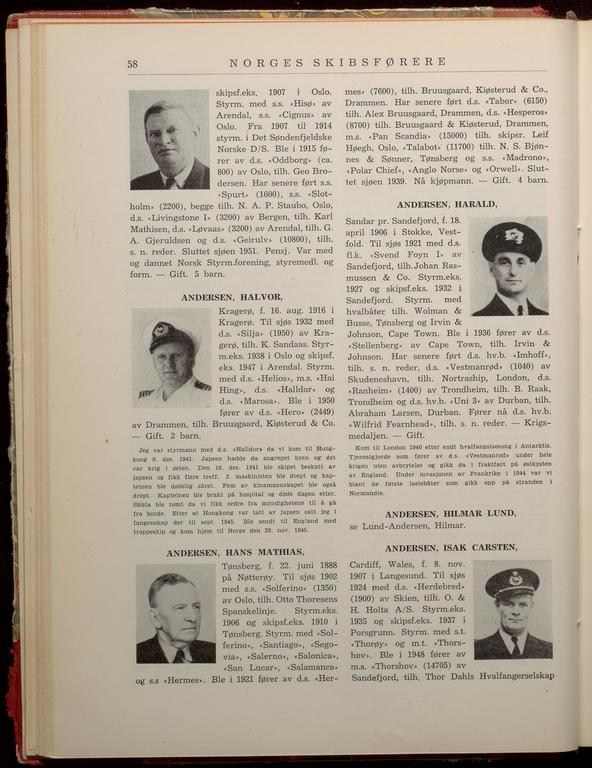 58
NORGES SKIBSFØRERE
skipsf.eks. 1907 i Oslo.
Styrm. med s.s. «Hisø» av
Arendal, s.s. «Cignus» av
Oslo. Fra 1907 til 1914
styrm. i Det Søndenfjeldske
Norske D/S. Ble i 1915 fø-
rer av d.s. «Oddborg» (ca.
800) av Oslo, tilh. Geo Bro-
dersen. Har senere ført s.s.
«Spurt» (1600), s.s. «Slot-
holm» (2200), begge tilh. N. A. P. Staubo, Oslo,
d.s. «Livingstone I» (3200) av Bergen, tilh. Karl
Mathisen, d.s. «Løvaas» (3200) av Arendal, tilh. G.
A. Gjeruldsen og d.s. «Geirulv» (10800), tilh.
s. n. reder. Sluttet sjøen 1951. Pensj. Var med
og dannet Norsk Styrm.forening, styremedl. og
form. — Gift. 5 barn.
ANDERSEN, HALVOR,
Kragerø, f. 16. aug. 1916 i
Kragerø. Til sjøs 1932 med
d.s. «Silja» (1950) av Kra-
gerø, tilh. K. Sandaas. Styr-
m.eks. 1938 i Oslo og skipsf.
eks. 1947 i Arendal. Styrm.
med d.s. «Helios», m.s. «Hai
Hing», d.s. «Halldor» og
d.s. «Marosa». Ble i 1950
fører av d.s. «Hero» (2449)
av Drammen, tilh. Bruusgaard, Kiøsterud & Co.
— Gift. 2 barn.
Jeg var styrmann med d.s. «Halldor» da vi kom til Hong-
kong 9. des. 1941. Japsen hadde da angrepet byen og det
var krig i østen. Den 16. des. 1941 ble skipet beskutt av
japsen og fikk flere treff. 2. maskinisten ble drept og kap-
teinen ble dødelig såret. Fem av kinamannskapet ble også
drept. Kapteinen ble brakt på hospital og døde dagen etter.
Skuta ble rømt da vi fikk ordre fra myndighetene til å gå
fra borde. Etter at Hongkong var tatt av Japsen satt jeg i
fangenskap der til sept. 1945. Ble sendt til England med
troppeskip og kom hjem til Norge den 20. nov. 1945.
ANDERSEN, HANS MATHIAS,
Tønsberg, f. 22. juni 1888
på Nøtterøy. Til sjøs 1902
med s.s. «Solferino» (1350)
av Oslo, tilh. Otto Thoresens
Spanskelinje. Styrm.eks.
1906 og skipsf.eks. 1910 i
Tønsberg. Styrm. med «Sol-
ferino», «Santiago», «Sego-
via», «Salerno», «Salonica»,
«San Lucar», «Salamanca»
og s.s «Hermes». Ble i 1921 fører av d.s. «Her-
mes» (7600), tilh. Bruusgaard, Kiøsterud & Co.,
Drammen. Har senere ført d.s. «Tabor» (6150)
tilh. Alex Bruusgaard, Drammen, d.s. «Hesperos»
(8700) tilh. Bruusgaard & Kiøsterud, Drammen,
m.s. «Pan Scandia» (15000) tilh. skipsr. Leif
Høegh, Oslo, «Talabot» (11700) tilh. N. S. Bjøn-
nes & Sønner, Tønsberg og s.s. «Madrono»,
«Polar Chief», «Anglo Norse» og «Orwell». Slut-
tet sjøen 1939. Nå kjøpmann. — Gift. 4 barn.
ANDERSEN, HARALD,
Sandar pr. Sandefjord, f. 18.
april 1906 i Stokke, Vest-
fold. Til sjøs 1921 med d.s.
fl.k. «Svend Foyn I» av
Sandefjord, tilh. Johan Ras-
mussen & Co. Styrm.eks.
1927 og skipsf.eks. 1932 i
Sandefjord. Styrm. med
hvalbåter tilh. Wolman &
Busse, Tønsberg og Irvin &
Johnson, Cape Town. Ble i 1936 fører av d.s.
«Stellenberg» av Cape Town, tilh. Irvin &
Johnson. Har senere ført d.s. hv.b. «Imhoff»,
tilh. s. n. reder, d.s. «Vestmanrød» (1040) av
Skudeneshavn, tilh. Nortraship, London, d.s.
«Ranheim» (1400) av Trondheim, tilh. B. Raak,
Trondheim og d.s. hv.b. «Uni 3» av Durban, tilh.
Abraham Larsen, Durban. Fører nå d.s. hv.b.
«Wilfrid Fearnhead», tilh. s. n. reder. — Krigs-
medaljen. — Gift.
Kom til London 1940 etter endt hvalfangstsesong i Antarktis.
Tjenestgjorde som fører av d.s. «Vestmanrød» under hele
krigen uten avbrytelse og gikk da i fraktfart på østkysten
av England. Under invasjonen av Frankrike i 1944 var vi
blant de første lastebåter som gikk opp på stranden i
Normandie.
ANDERSEN, HILMAR LUND,
se Lund-Andersen, Hilmar.
ANDERSEN, ISAK CARSTEN,
Cardiff, Wales, f. 8. nov.
1907 i Langesund. Til sjøs
1924 med d.s. «Herdebred»
(1900) av Skien, tilh. O. &
H. Holta A/S. Styrm.eks.
1935 og skipsf.eks. 1937 i
Porsgrunn. Styrm. med s.t.
«Thorøy» og m.t. «Thors-
hov». Ble i 1948 fører av
m.s. «Thorshov» (14705) av
Sandefjord, tilh. Thor Dahls Hvalfangerselskap